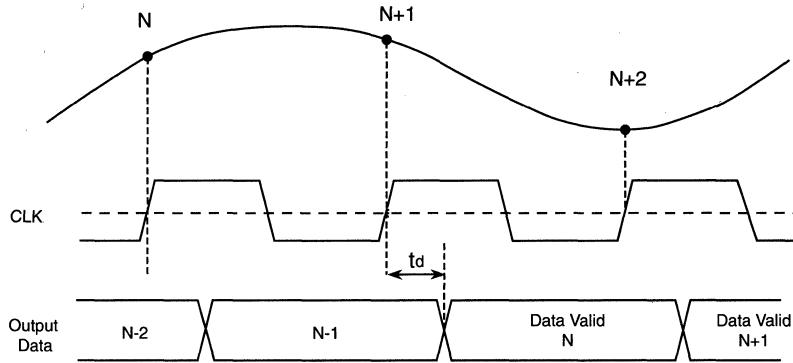 N
N+1
N+2
CLK
td
Output
Data
N-2
N-1
Data Valid
N
Data Valid
N+1